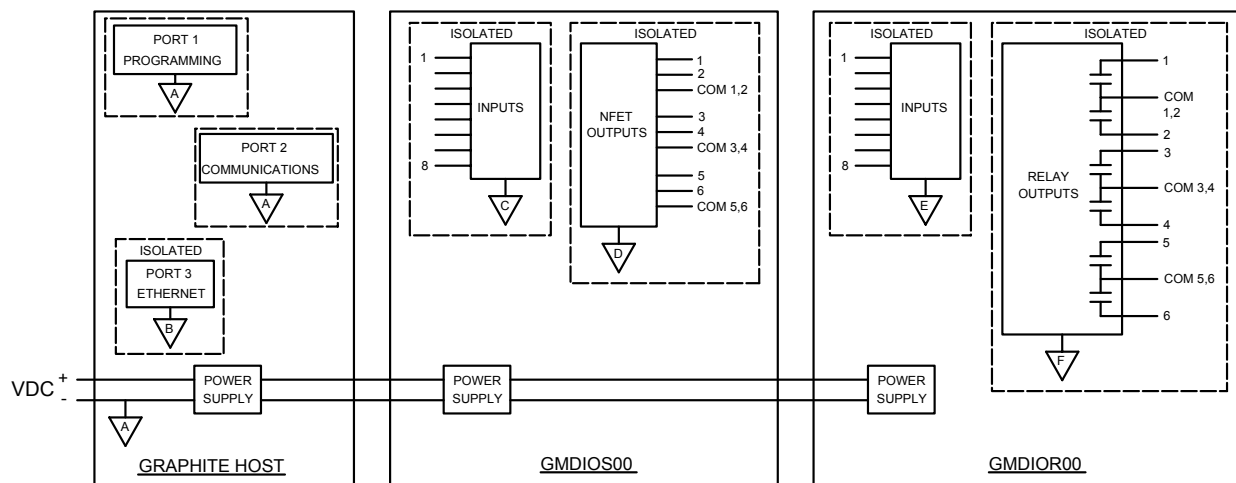 PORT 1
PROGRAMMING
A
PORT 2
COMMUNICATIONS
A
ISOLATED
PORT 3
ETHERNET
B
VDC
+
-
A
POWER
SUPPLY
GRAPHITE HOST
ISOLATED
1
8
INPUTS
C
ISOLATED
NFET
OUTPUTS
1
2
COM 1,2
3
4
COM 3,4
5
6
COM 5,6
D
POWER
SUPPLY
GMDIOS00
ISOLATED
1
8
INPUTS
E
ISOLATED
RELAY
OUTPUTS
1
COM
1,2
2
3
COM 3,4
4
5
COM 5,6
6
F
POWER
SUPPLY
GMDIOR00